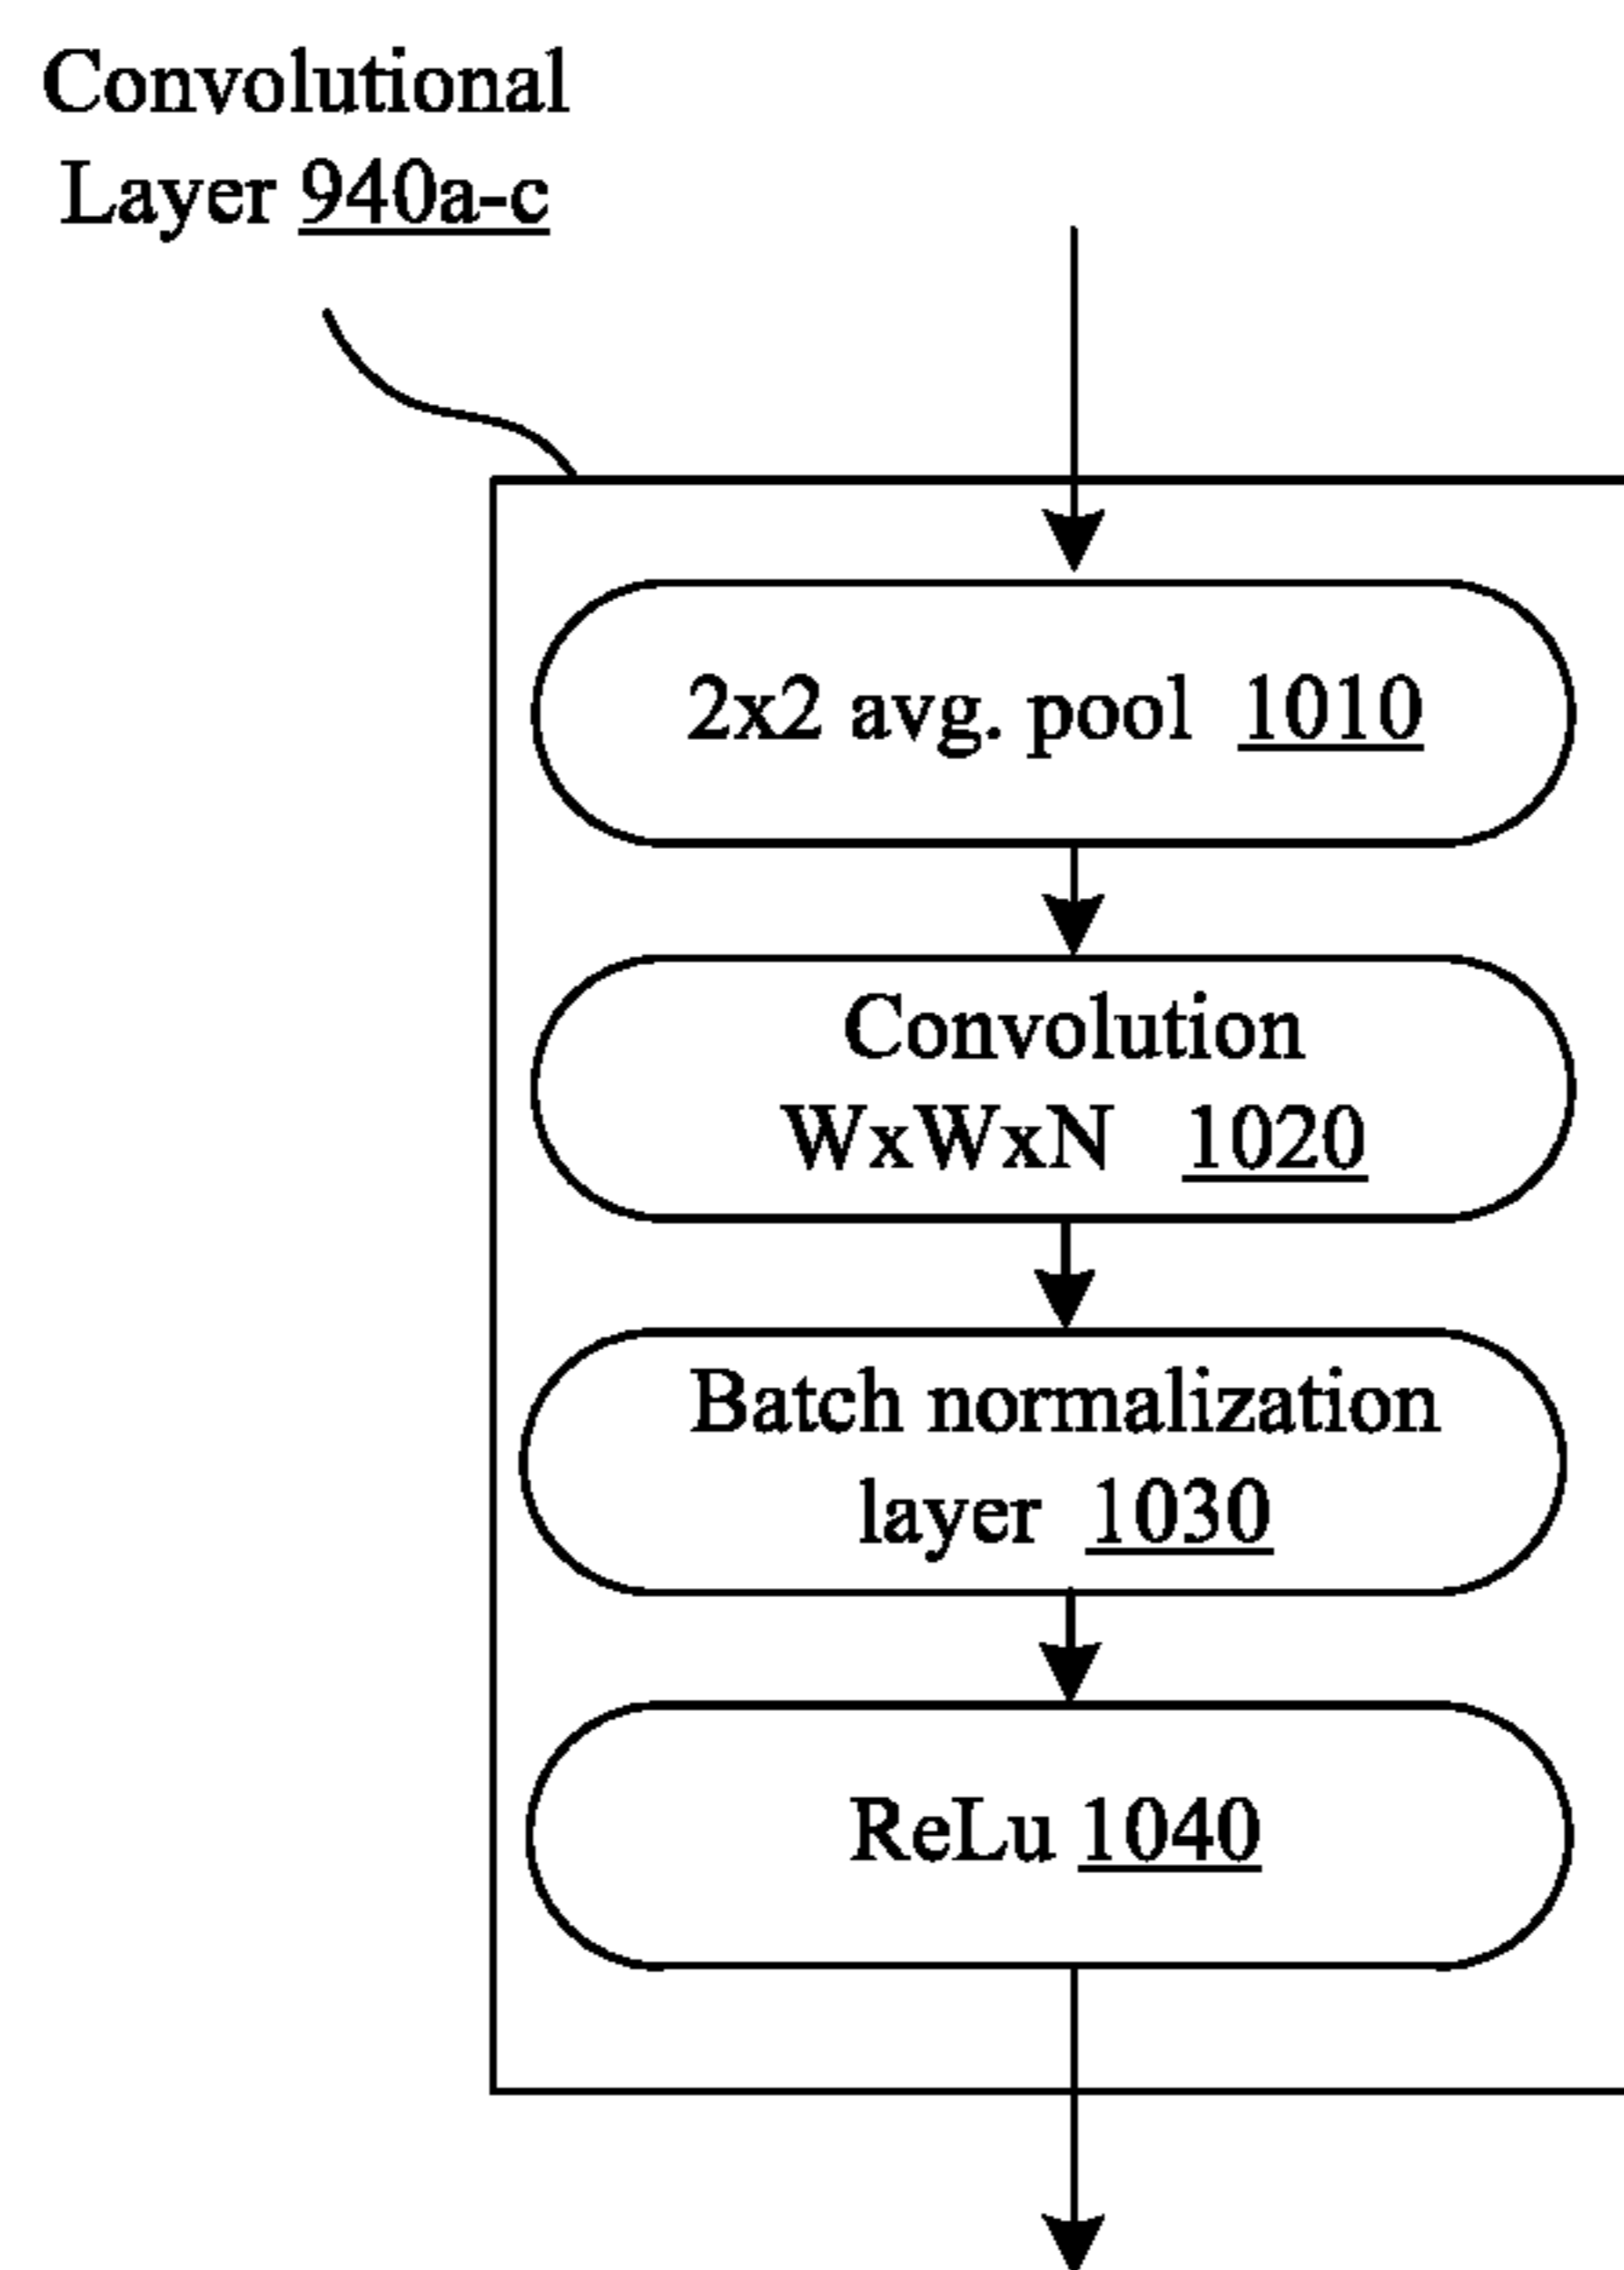 Convolutional
Layer 940a-c
2x2 avg. pool 1010
Convolution
WxWxN 1020
Batch normalization
layer 1030
ReLu 1040